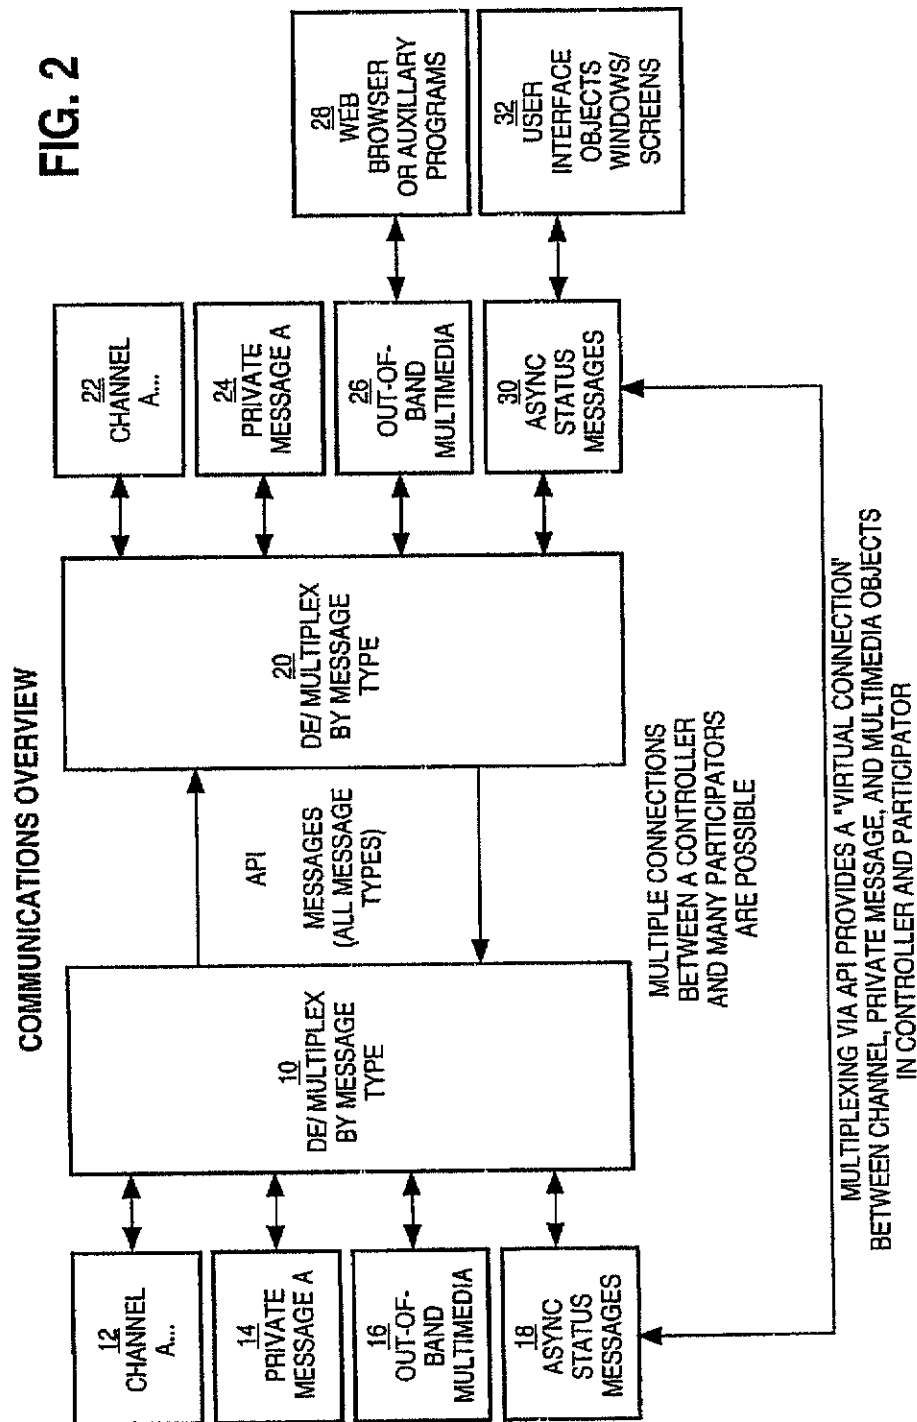 FIG. 2
COMMUNICATIONS OVERVIEW
12
CHANNEL
A...
14
PRIVATE
MESSAGE A
16
OUT-OF-
BAND
MULTIMEDIA
18
ASYNC
STATUS
MESSAGES
10
DE/MULTIPLEX
BY MESSAGE
TYPE
API
MESSAGES
(ALL MESSAGE
TYPES)
20
DE/MULTIPLEX
BY MESSAGE
TYPE
22
CHANNEL
A...
24
PRIVATE
MESSAGE A
26
OUT-OF-
BAND
MULTIMEDIA
30
ASYNC
STATUS
MESSAGES
28
WEB
BROWSER
OR AUXILLARY
PROGRAMS
32
USER
INTERFACE
OBJECTS
WINDOWS/
SCREENS
MULTIPLE CONNECTIONS
BETWEEN A CONTROLLER
AND MANY PARTICIPATORS
ARE POSSIBLE
MULTIPLEXING VIA API PROVIDES A "VIRTUAL CONNECTION'
BETWEEN CHANNEL, PRIVATE MESSAGE, AND MULTIMEDIA OBJECTS
IN CONTROLLER AND PARTICIPATOR